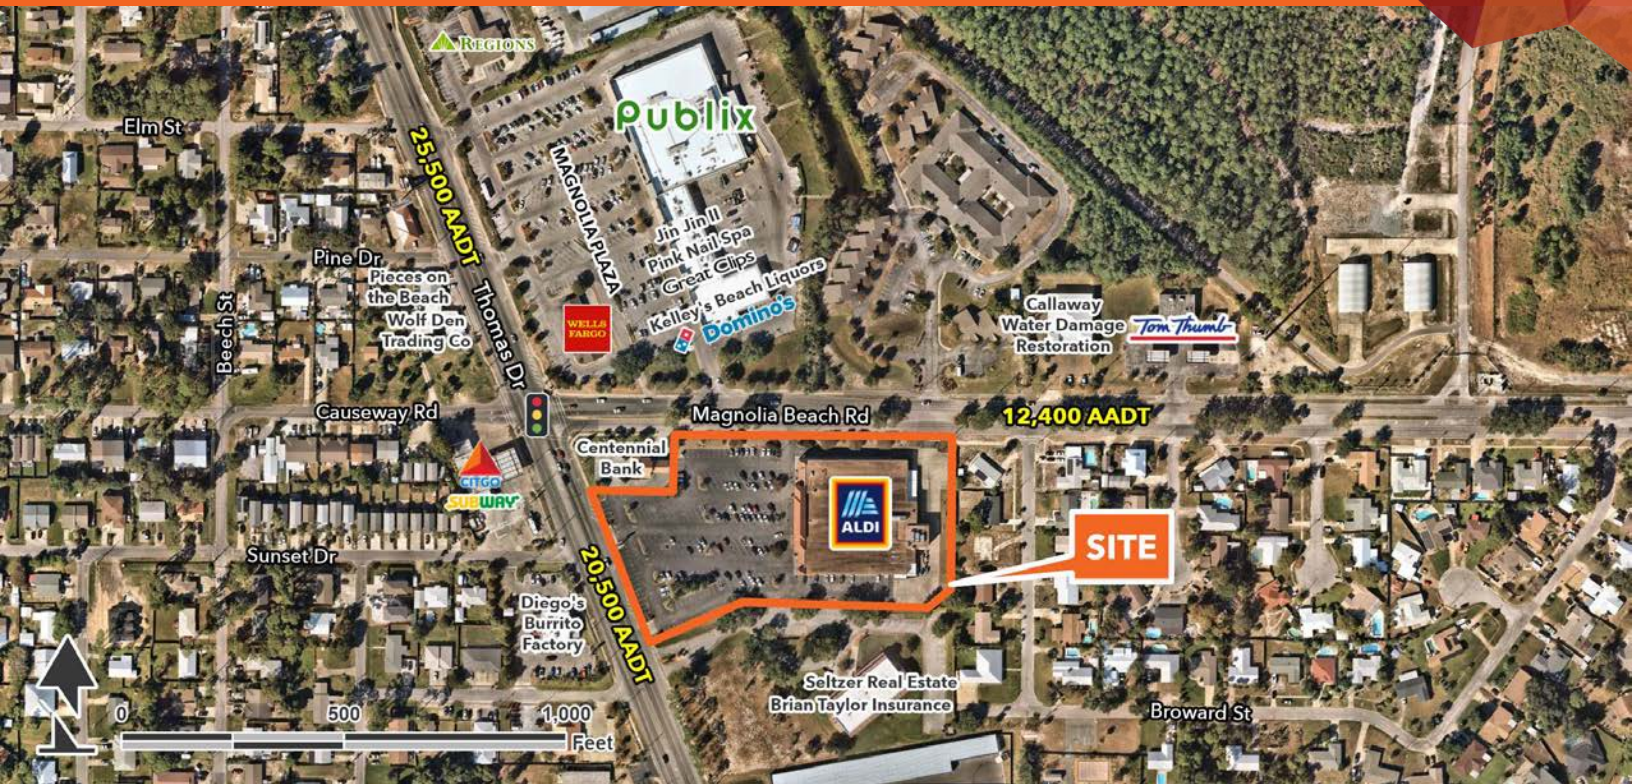 REGIONS
Publix
Elm St
25,500 AADT
MAGNOLIA PLAZA
Jin Jin II
Pink Nail Spa
Great Clips
Kelley's Beach Liquors
Domino's
WELLS
FARGO
Pine Dr
Pieces on
the Beach
Wolf Den
Trading Co
Thomas Dr
Beech St
Callaway
Water Damage
Restoration
Tom Thumb
Causeway Rd
Magnolia Beach Rd
12,400 AADT
Centennial
Bank
CITGO
SUBWAY
ALDI
SITE
Sunset Dr
20,500 AADT
Diego's
Burrito
Factory
Seltzer Real Estate
Brian Taylor Insurance
Broward St
0 500 1,000
Feet